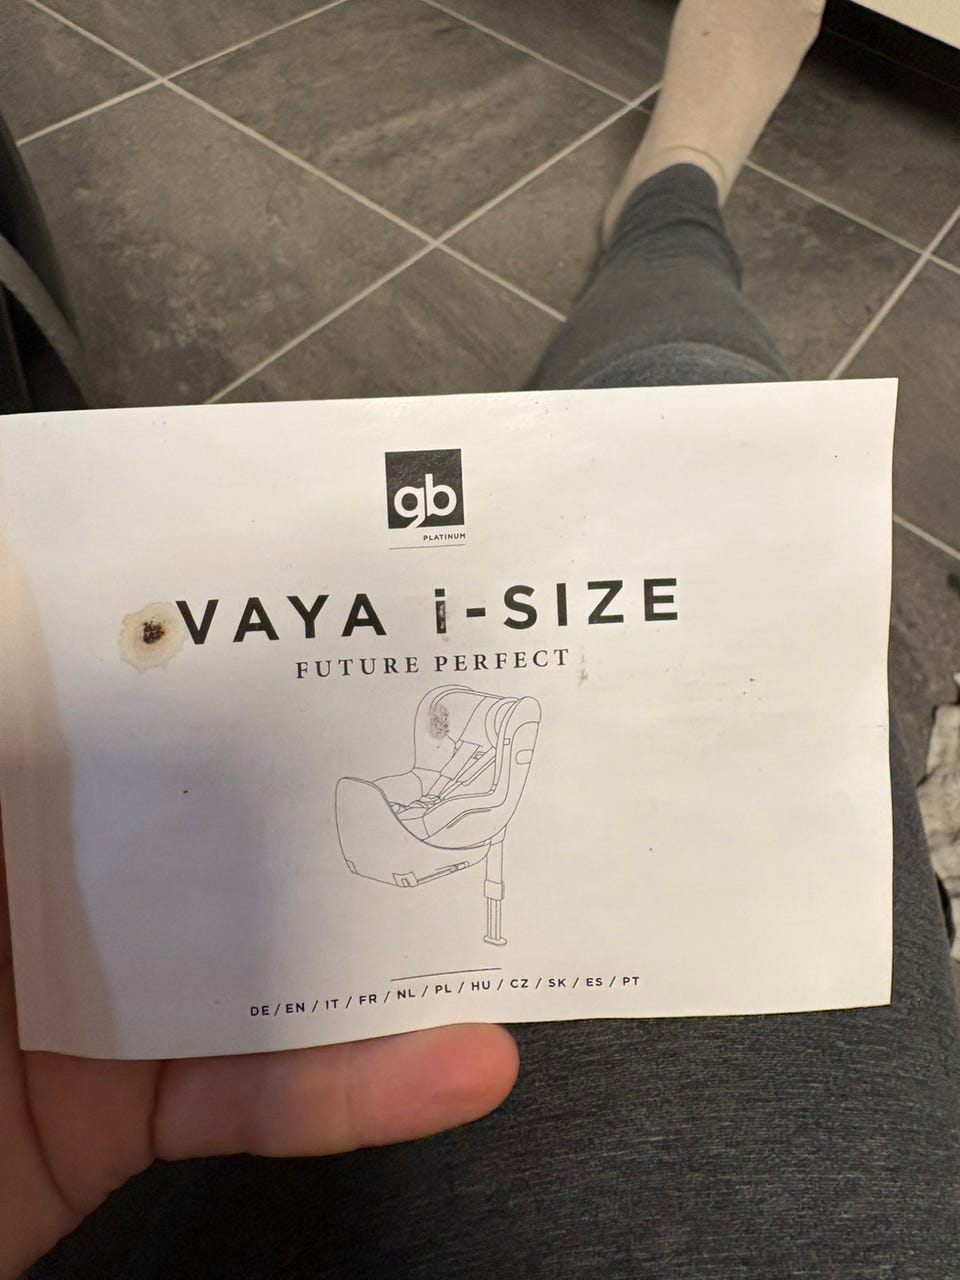 gb
PLATINUM
VAYA i-SIZE
FUTURE PERFECT
DE / EN / IT / FR / NL / PL / HU / CZ / SK / ES / PT